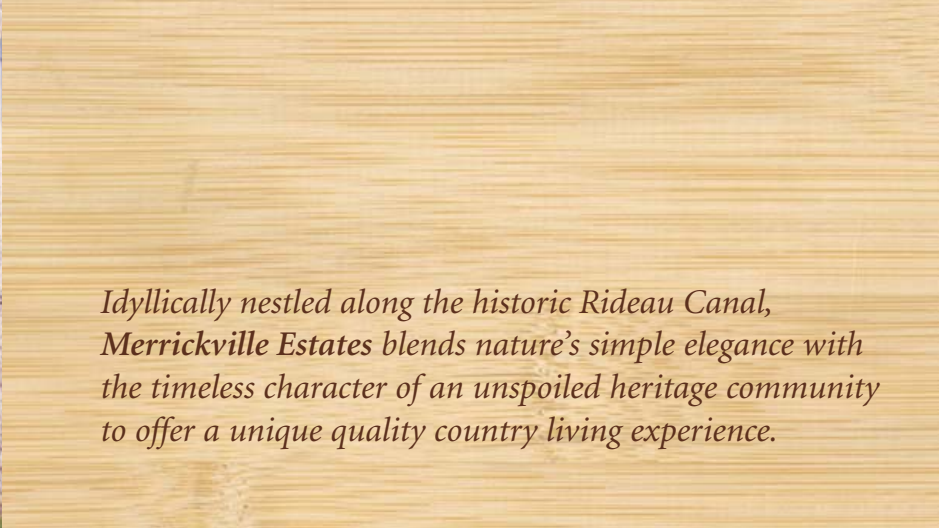 Idyllically nestled along the historic Rideau Canal,
Merrickville Estates blends nature’s simple elegance with
the timeless character of an unspoiled heritage community
to offer a unique quality country living experience.